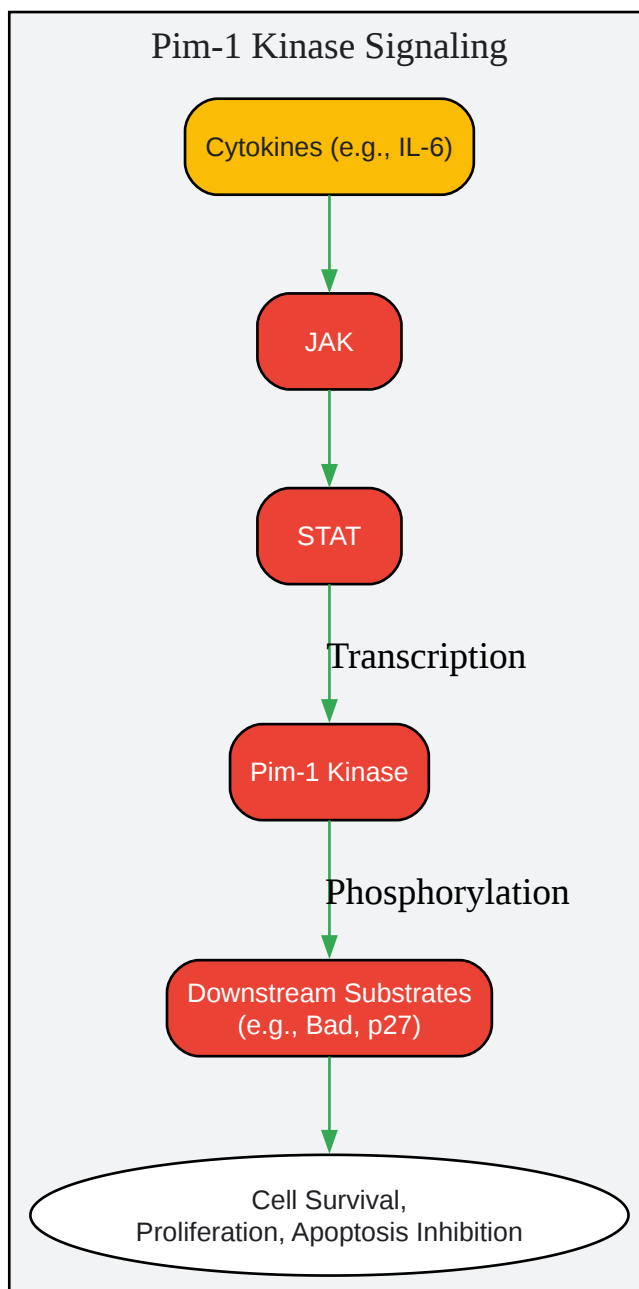 Pim-1 Kinase Signaling
Cytokines (e.g., IL-6)
JAK
STAT
Transcription
Pim-1 Kinase
Phosphorylation
Downstream Substrates
(e.g., Bad, p27)
Cell Survival,
Proliferation, Apoptosis Inhibition